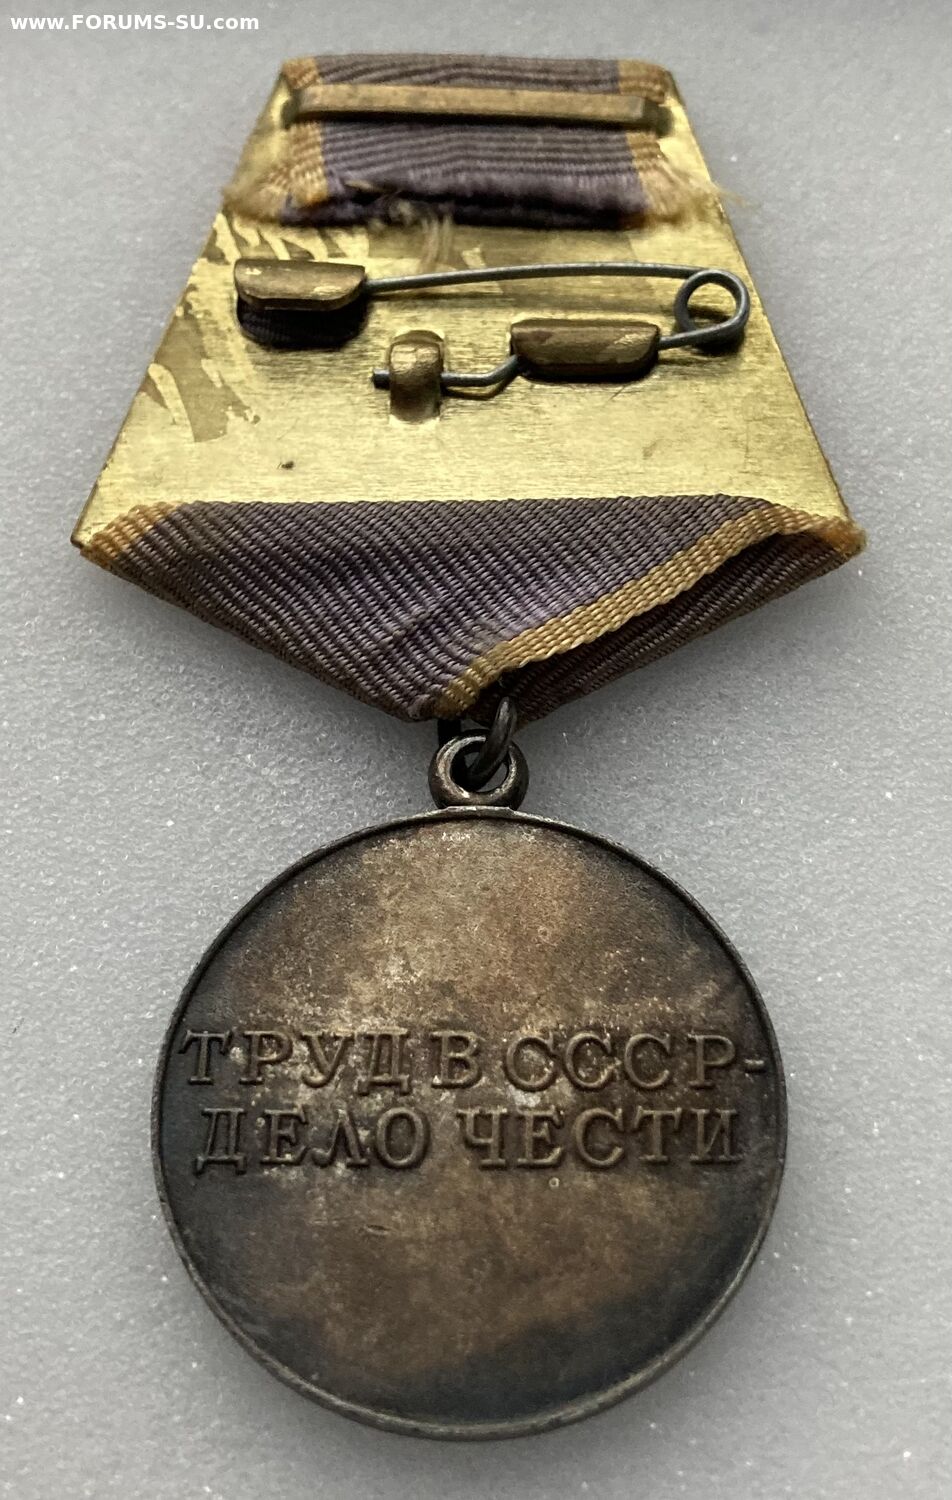 www.FORUMS-SU.com
ТРУД В СССР-
ДЕЛО ЧЕСТИ